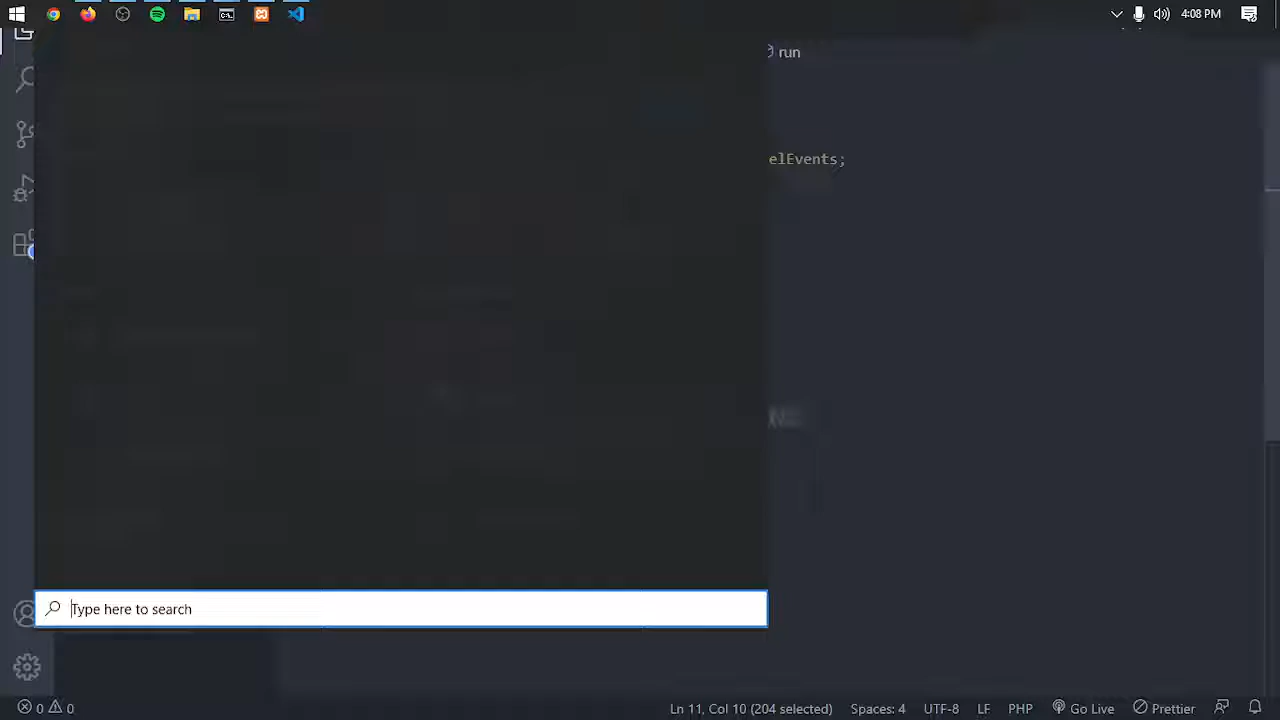 4:08 PM
run
elEvents;
Type here to search
0 0
Ln 11, Col 10 (204 selected) Spaces: 4 UTF-8 LF PHP Go Live Prettier